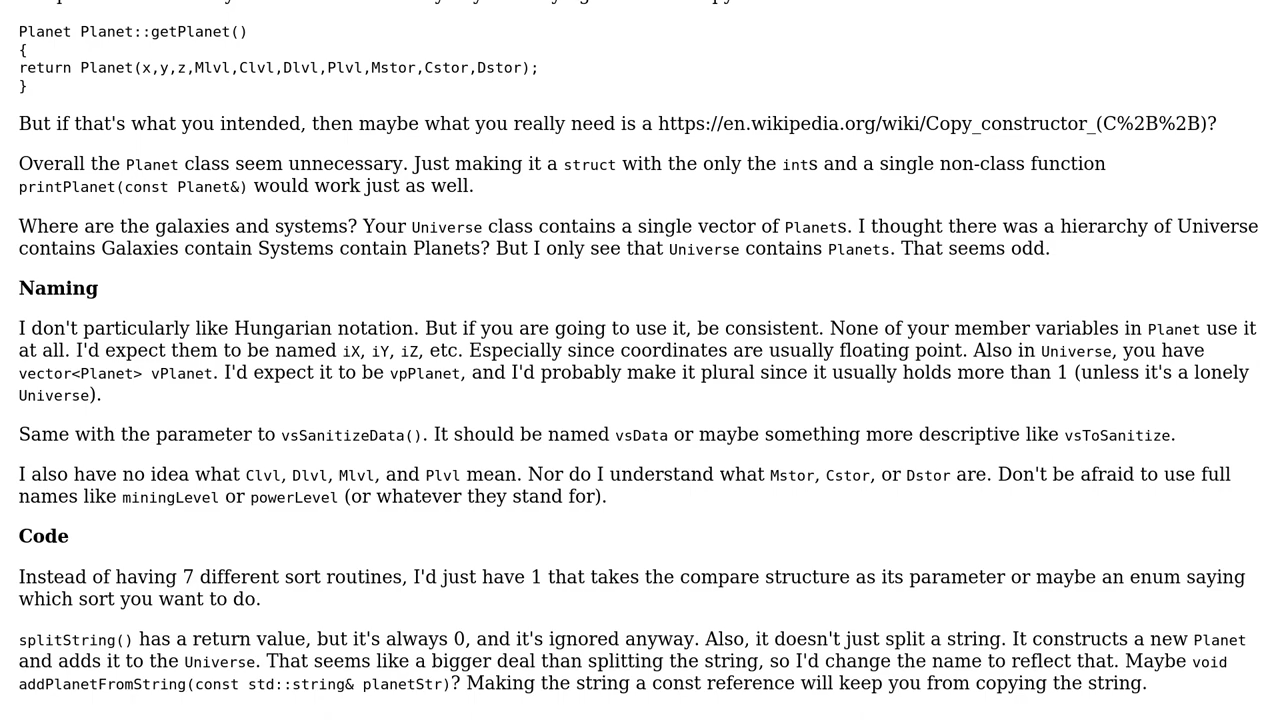 Planet Planet::getPlanet()
{
return Planet(x,y,z,Mlvl,Clvl,Dlvl,Plvl,Mstor,Cstor,Dstor);
}
But if that's what you intended, then maybe what you really need is a https://en.wikipedia.org/wiki/Copy_constructor_(C%2B%2B)?
Overall the Planet class seem unnecessary. Just making it a struct with the only the ints and a single non-class function
printPlanet(const Planet&) would work just as well.
Where are the galaxies and systems? Your Universe class contains a single vector of Planets. I thought there was a hierarchy of Universe
contains Galaxies contain Systems contain Planets? But I only see that Universe contains Planets. That seems odd.
Naming
I don't particularly like Hungarian notation. But if you are going to use it, be consistent. None of your member variables in Planet use it
at all. I'd expect them to be named iX, iY, iZ, etc. Especially since coordinates are usually floating point. Also in Universe, you have
vector<Planet> vPlanet. I'd expect it to be vpPlanet, and I'd probably make it plural since it usually holds more than 1 (unless it's a lonely
Universe).
Same with the parameter to vsSanitizeData(). It should be named vsData or maybe something more descriptive like vsToSanitize.
I also have no idea what Clvl, Dlvl, Mlvl, and Plvl mean. Nor do I understand what Mstor, Cstor, or Dstor are. Don't be afraid to use full
names like miningLevel or powerLevel (or whatever they stand for).
Code
Instead of having 7 different sort routines, I'd just have 1 that takes the compare structure as its parameter or maybe an enum saying
which sort you want to do.
splitString() has a return value, but it's always 0, and it's ignored anyway. Also, it doesn't just split a string. It constructs a new Planet
and adds it to the Universe. That seems like a bigger deal than splitting the string, so I'd change the name to reflect that. Maybe void
addPlanetFromString(const std::string& planetStr)? Making the string a const reference will keep you from copying the string.